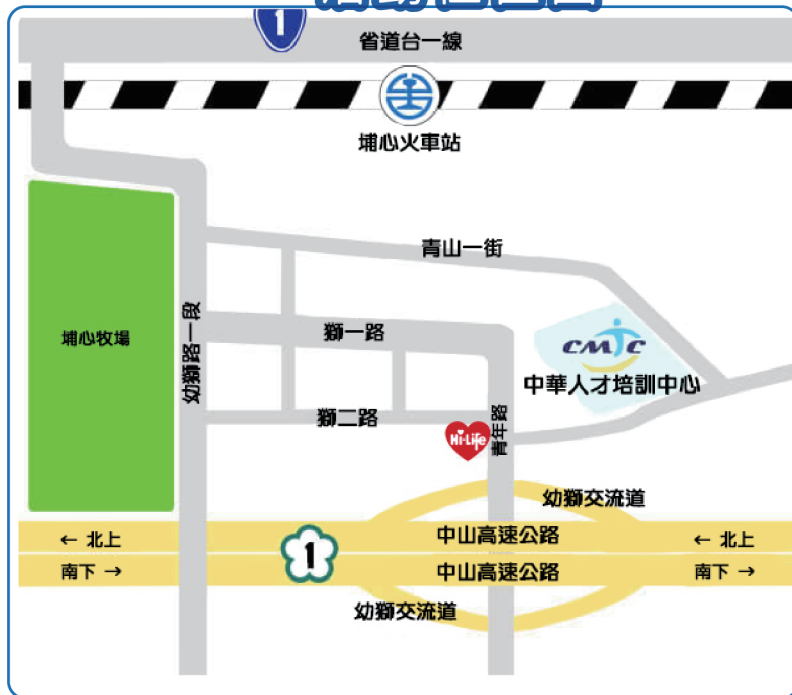 1
省道台一線
埔心火車站
青山一街
幼獅路一段
埔心牧場
獅一路
CMTC
中華人才培訓中心
獅二路
Hi-Life
青年路
幼獅交流道
← 北上
中山高速公路
← 北上
1
南下 →
中山高速公路
南下 →
幼獅交流道